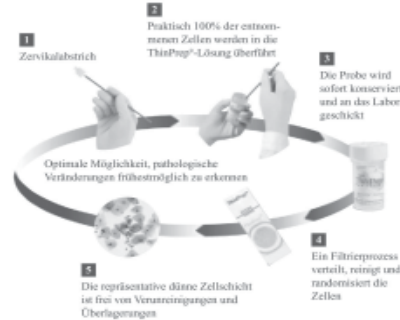 1
Zervikalabstrich
2
Praktisch 100% der entnom-
menen Zellen werden in die
ThinPrep®-Lösung überführt
3
Die Probe wird
sofort konserviert
und an das Labor
geschickt
Optimale Möglichkeit, pathologische
Veränderungen frühestmöglich zu erkennen
4
Ein Filtrierprozess
verteilt, reinigt und
randomisiert die
Zellen
5
Die repräsentative dünne Zellschicht
ist frei von Verunreinigungen und
Überlagerungen